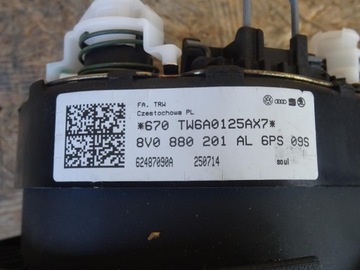 FA. TRW
Czestochowa PL
*670 TW6A0125AX7*
8V0 880 201 AL 6PS 09S
62487090A 250714 soul